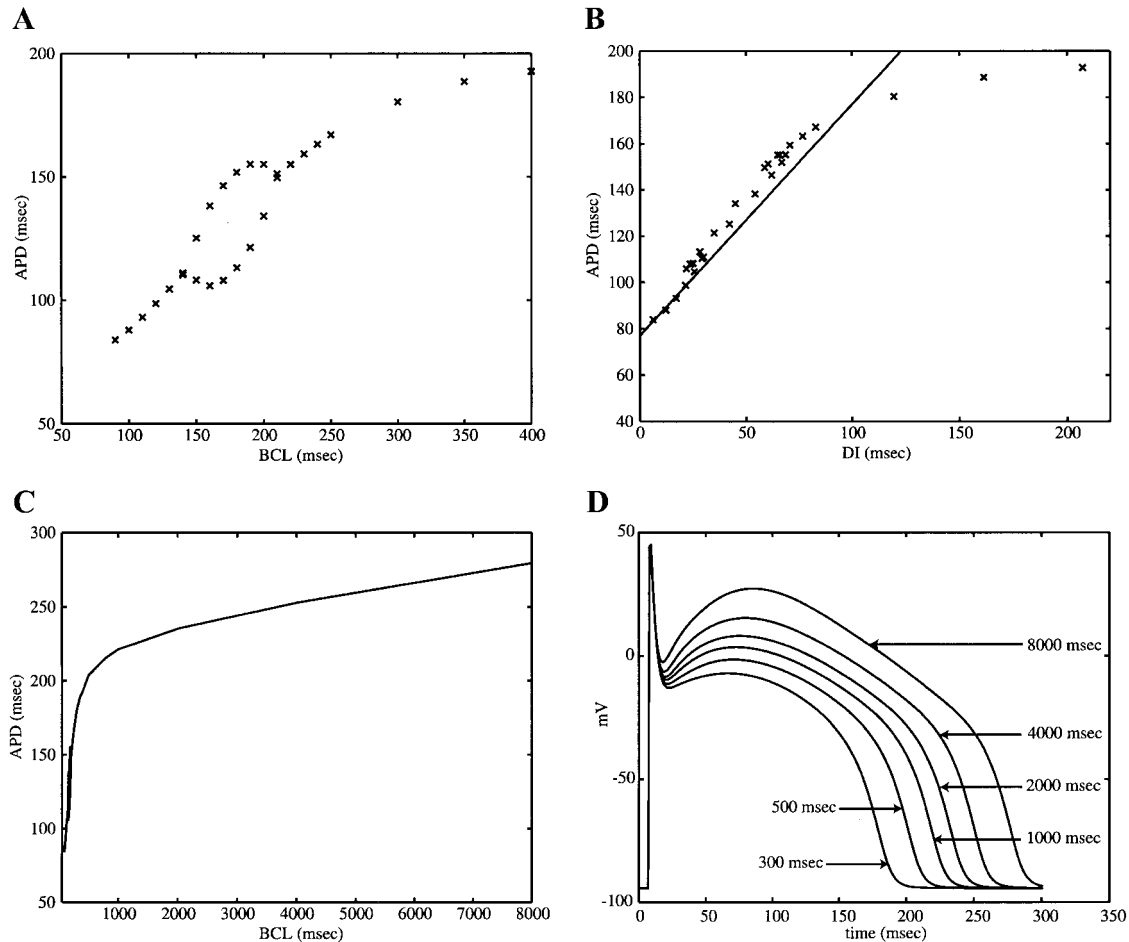 A
200
150
100
50
APD (msec)
50 100 150 200 250 300 350 400
BCL (msec)
B
200
180
160
140
120
100
80
60
40
APD (msec)
0 50 100 150 200
DI (msec)
C
300
250
200
150
100
50
APD (msec)
1000 2000 3000 4000 5000 6000 7000 8000
BCL (msec)
D
50
0
-50
-100
mV
8000 msec
4000 msec
2000 msec
500 msec
1000 msec
300 msec
0 50 100 150 200 250 300 350
time (msec)